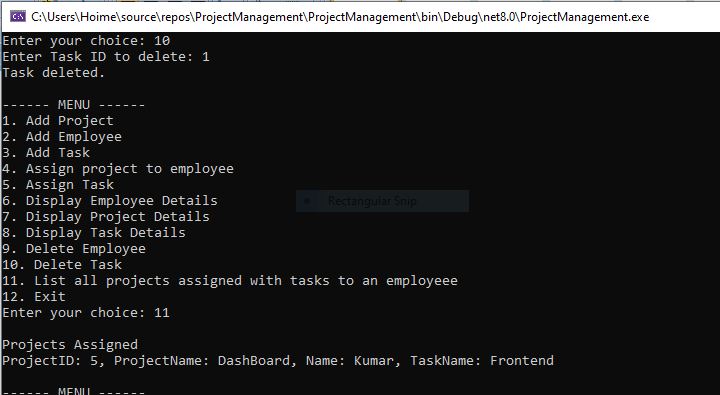 C:\Users\Hoime\source\repos\ProjectManagement\ProjectManagement\bin\Debug\net8.0\ProjectManagement.exe
Enter your choice: 10
Enter Task ID to delete: 1
Task deleted.
------ MENU ------
1. Add Project
2. Add Employee
3. Add Task
4. Assign project to employee
5. Assign Task
6. Display Employee Details
Rectangular Snip
7. Display Project Details
8. Display Task Details
9. Delete Employee
10. Delete Task
11. List all projects assigned with tasks to an employeee
12. Exit
Enter your choice: 11
Projects Assigned
ProjectID: 5, ProjectName: DashBoard, Name: Kumar, TaskName: Frontend
------ MENU ------